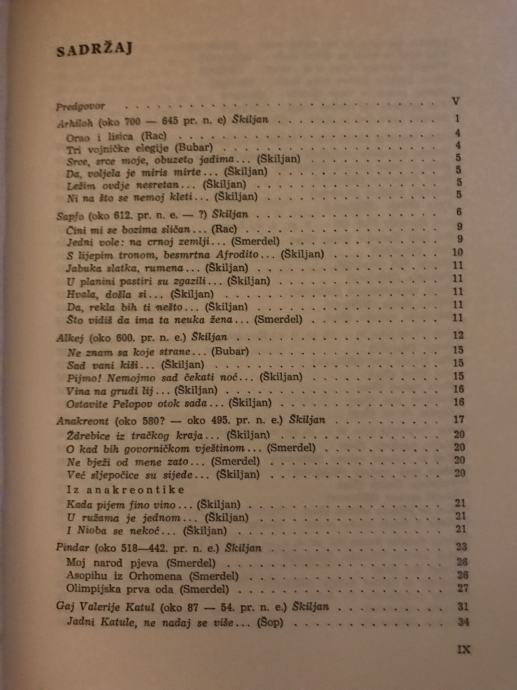 SADRŽAJ
Predgovor . . . . . . . . . . . . . . . . . . . . . . . . V
Arhiloh (oko 700 — 645 pr. n. e) Škiljan . . . . . . . . . . . . . 1
Orao i lisica (Rac) . . . . . . . . . . . . . . . . . . . . 4
Tri vojničke elegije (Bubar) . . . . . . . . . . . . . . . . 4
Srce, srce moje, obuzeto jadima... (Škiljan) . . . . . . . . . . 5
Da, voljela je miris mirte... (Škiljan) . . . . . . . . . . . . 5
Ležim ovdje nesretan... (Škiljan) . . . . . . . . . . . . . . 5
Ni na što se nemoj kleti... (Škiljan) . . . . . . . . . . . . . 5
Sapfo (oko 612. pr. n. e. — ?) Škiljan . . . . . . . . . . . . . 6
Čini mi se bozima sličan... (Rac) . . . . . . . . . . . . . . 9
Jedni vole: na crnoj zemlji... (Smerdel) . . . . . . . . . . . 9
S lijepim tronom, besmrtna Afrodito... (Škiljan) . . . . . . . . 10
Jabuka slatka, rumena... (Škiljan) . . . . . . . . . . . . . . 11
U planini pastiri su zgazili... (Škiljan) . . . . . . . . . . . 11
Hvala, došla si... (Škiljan) . . . . . . . . . . . . . . . . 11
Da, rekla bih ti nešto... (Škiljan) . . . . . . . . . . . . . 11
Što vidiš da ima ta neuka žena... (Smerdel) . . . . . . . . . . 11
Alkej (oko 600. pr. n. e.) Škiljan . . . . . . . . . . . . . . 12
Ne znam sa koje strane... (Bubar) . . . . . . . . . . . . . . 15
Sad vani kiši... (Škiljan) . . . . . . . . . . . . . . . . . 15
Pijmo! Nemojmo sad čekati noć... (Škiljan) . . . . . . . . . . 15
Vina na grudi lij... (Škiljan) . . . . . . . . . . . . . . . 16
Ostavite Pelopov otok sada... (Škiljan) . . . . . . . . . . . . 16
Anakreont (oko 580? — oko 495. pr. n. e.) Škiljan . . . . . . . . 17
Ždrebice iz tračkog kraja... (Škiljan) . . . . . . . . . . . . 20
O kad bih govorničkom vještinom... (Smerdel) . . . . . . . . . . 20
Ne bježi od mene zato... (Smerdel) . . . . . . . . . . . . . . 20
Već sljepočice su sijede... (Škiljan) . . . . . . . . . . . . . 20
Iz anakreontike
Kada pijem fino vino... (Škiljan) . . . . . . . . . . . . . . 21
U ružama je jednom... (Škiljan) . . . . . . . . . . . . . . . 21
I Nioba se nekoć... (Škiljan) . . . . . . . . . . . . . . . . 21
Pindar (oko 518—442. pr. n. e.) Škiljan . . . . . . . . . . . . 23
Moj narod pjeva (Smerdel) . . . . . . . . . . . . . . . . . 26
Asopihu iz Orhomena (Smerdel) . . . . . . . . . . . . . . . . 26
Olimpijska prva oda (Smerdel) . . . . . . . . . . . . . . . . 27
Gaj Valerije Katul (oko 87 — 54. pr. n. e.) Škiljan . . . . . . . . 31
Jadni Katule, ne nadaj se više... (Šop) . . . . . . . . . . . . 34
IX